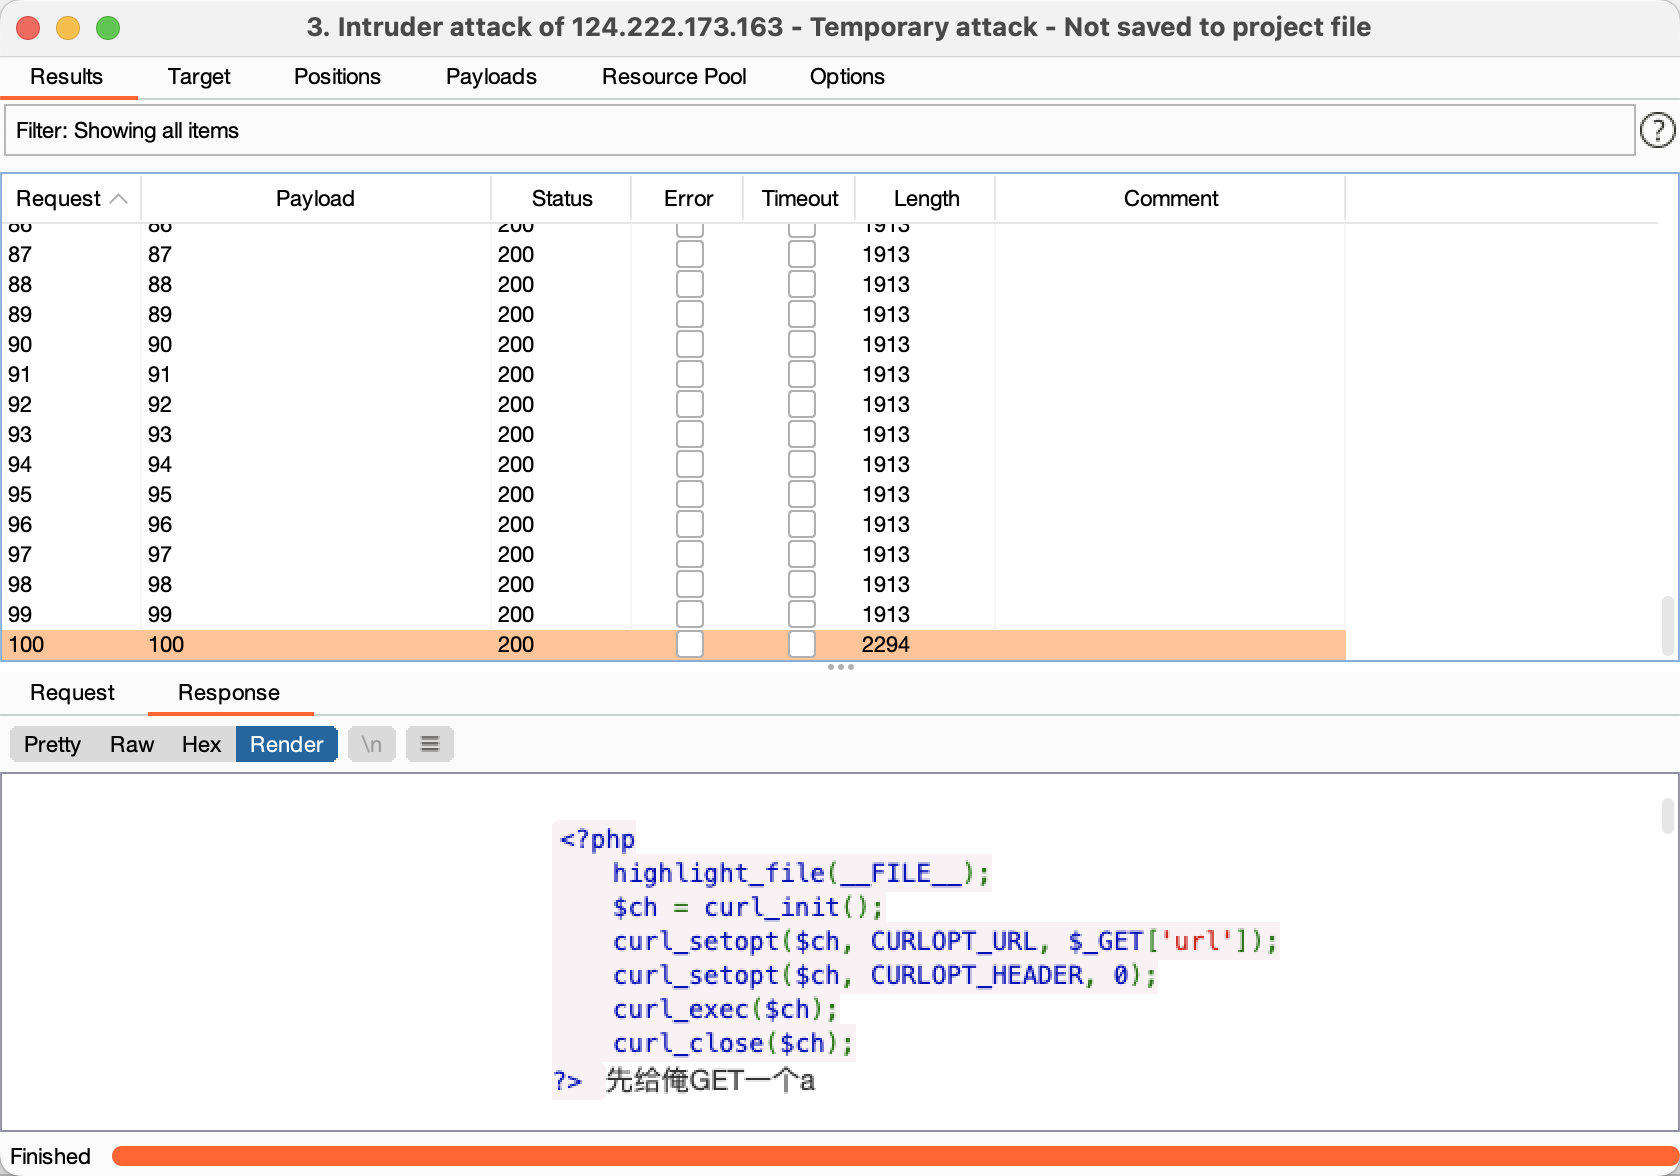 3. Intruder attack of 124.222.173.163 - Temporary attack - Not saved to project file
Results Target Positions Payloads Resource Pool Options
Filter: Showing all items
?
Request Payload Status Error Timeout Length Comment
86 86 200 1913
87 87 200 1913
88 88 200 1913
89 89 200 1913
90 90 200 1913
91 91 200 1913
92 92 200 1913
93 93 200 1913
94 94 200 1913
95 95 200 1913
96 96 200 1913
97 97 200 1913
98 98 200 1913
99 99 200 1913
100 100 200 2294
Request Response
Pretty Raw Hex Render \n
<?php
highlight_file(__FILE__);
$ch = curl_init();
curl_setopt($ch, CURLOPT_URL, $_GET['url']);
curl_setopt($ch, CURLOPT_HEADER, 0);
curl_exec($ch);
curl_close($ch);
?> 先给俺GET一个a
Finished